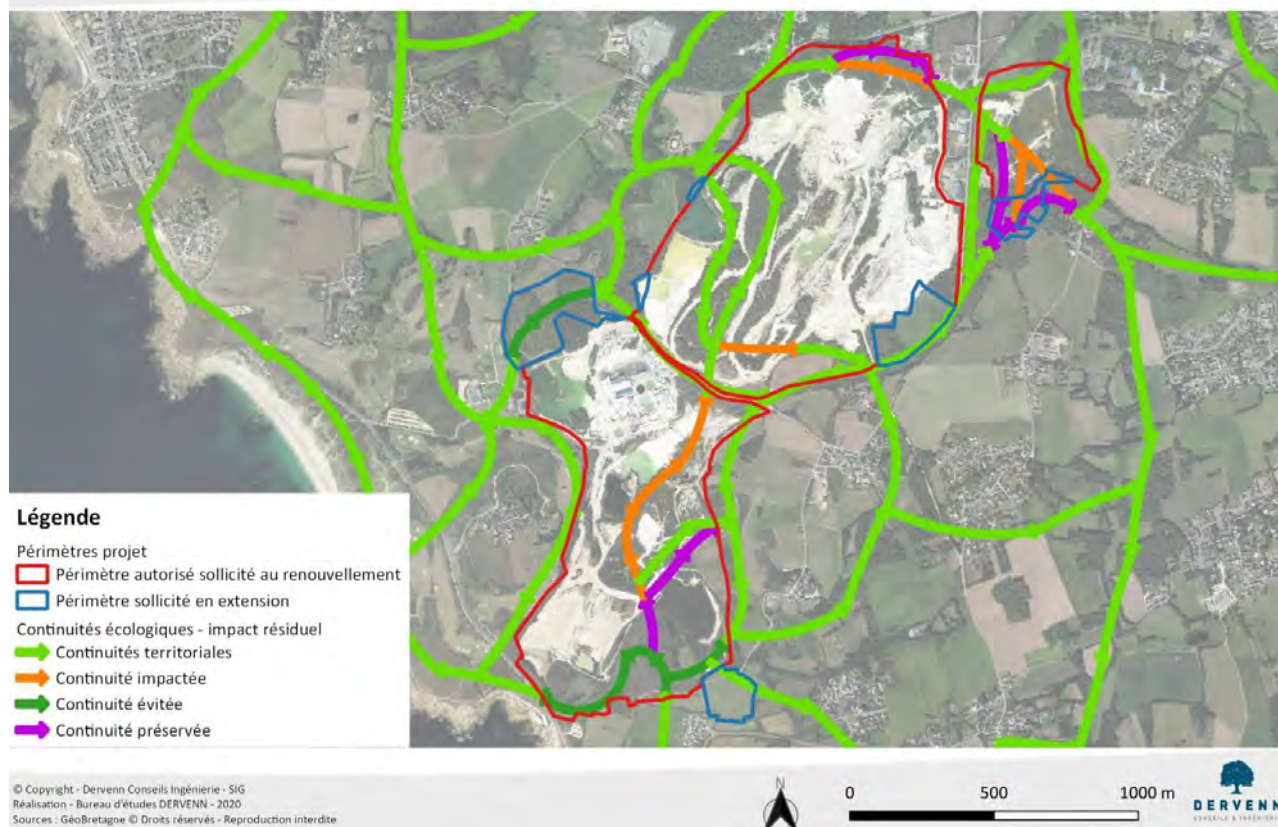 Légende
Périmètres projet
Périmètre autorisé sollicité au renouvellement
Périmètre sollicité en extension
Continuités écologiques - impact résiduel
Continuités territoriales
Continuité impactée
Continuité évitée
Continuité préservée
© Copyright - Dervenn Conseils Ingénierie - SIG
Réalisation - Bureau d'études DERVENN - 2020
Sources : GéoBretagne © Droits réservés - Reproduction interdite
N
0 500 1000 m
DERVENN
CONSEILS & INGÉNIERIE